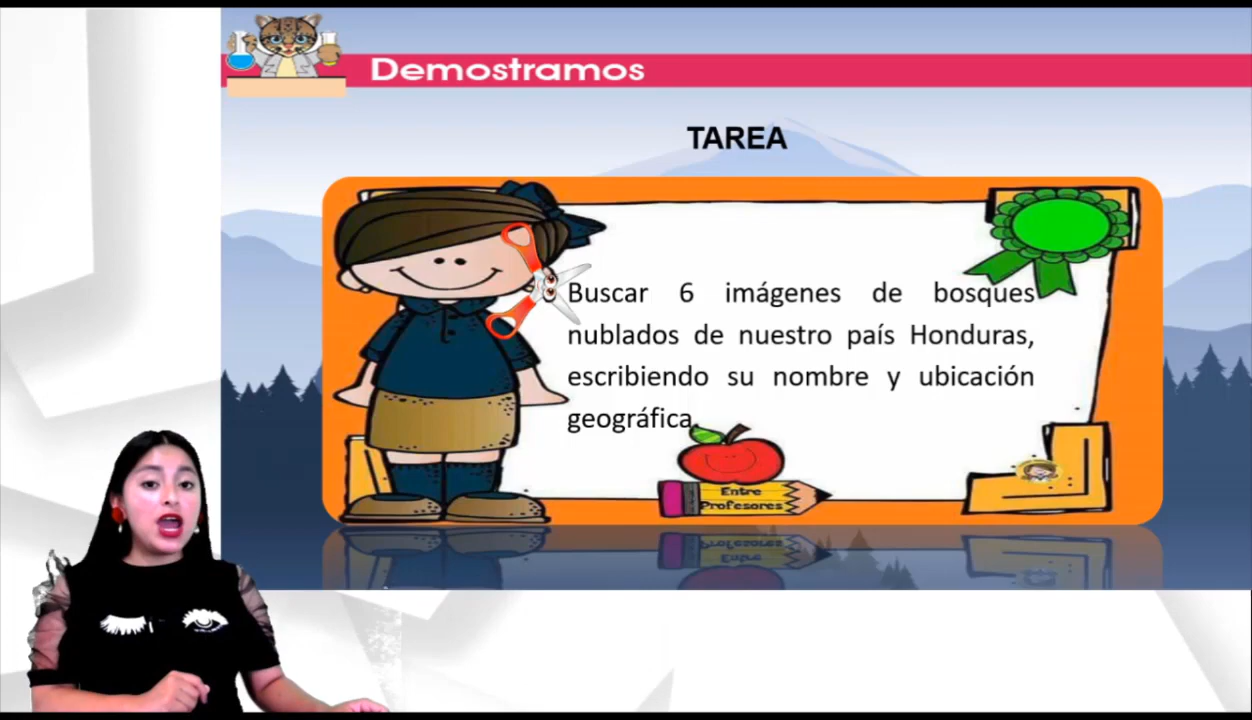 Demostramos
TAREA
Buscar 6 imágenes de bosques
nublados de nuestro país Honduras,
escribiendo su nombre y ubicación
geográfica.
Entre
Profesores